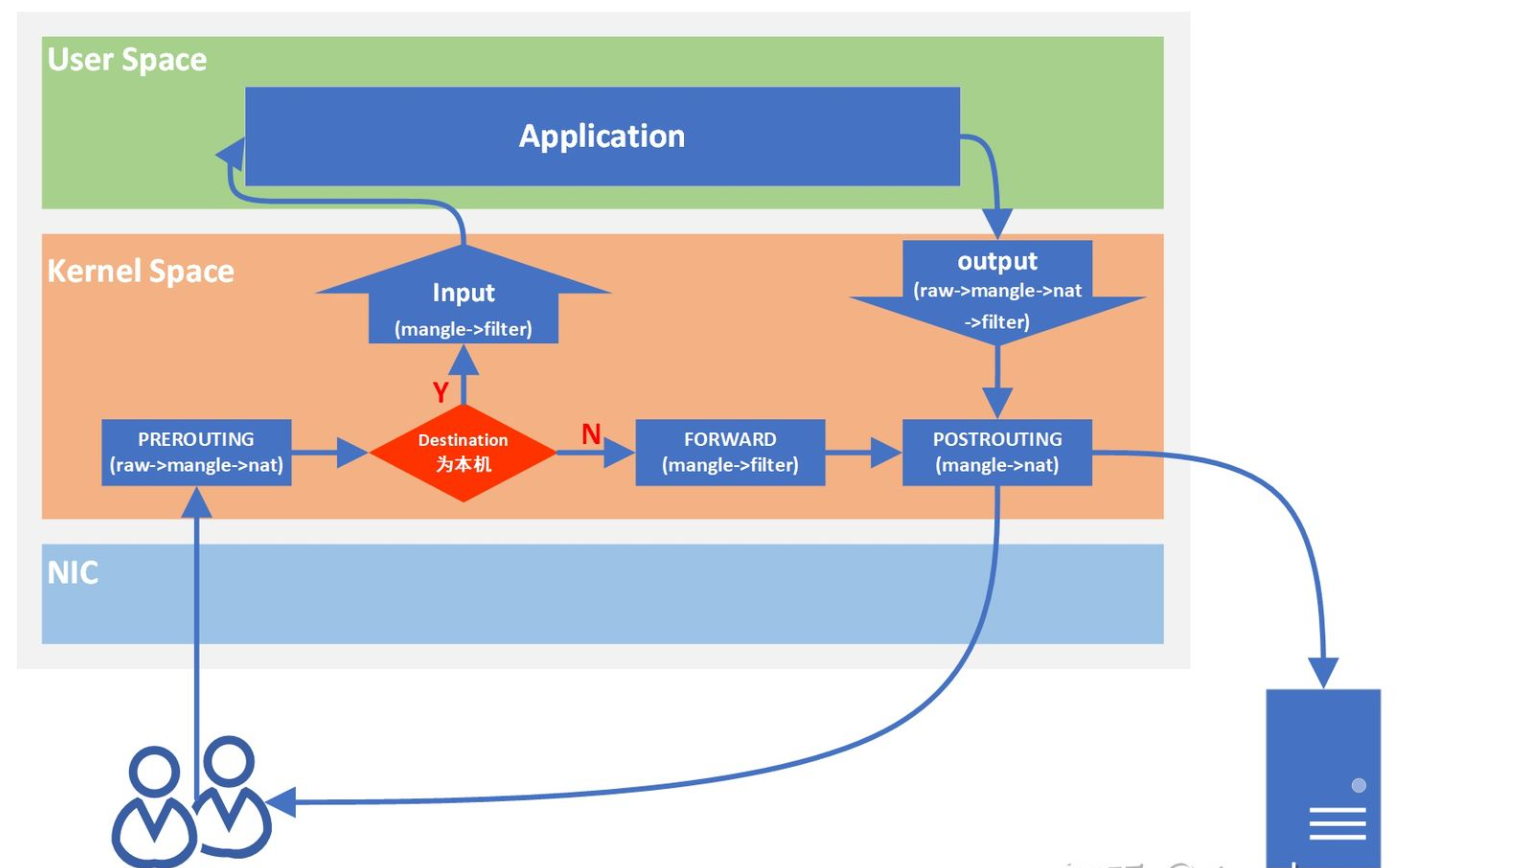 User Space
Application
Kernel Space
Input
(mangle->filter)
output
(raw->mangle->nat
->filter)
Y
PREROUTING
(raw->mangle->nat)
Destination
为本机
N
FORWARD
(mangle->filter)
POSTROUTING
(mangle->nat)
NIC